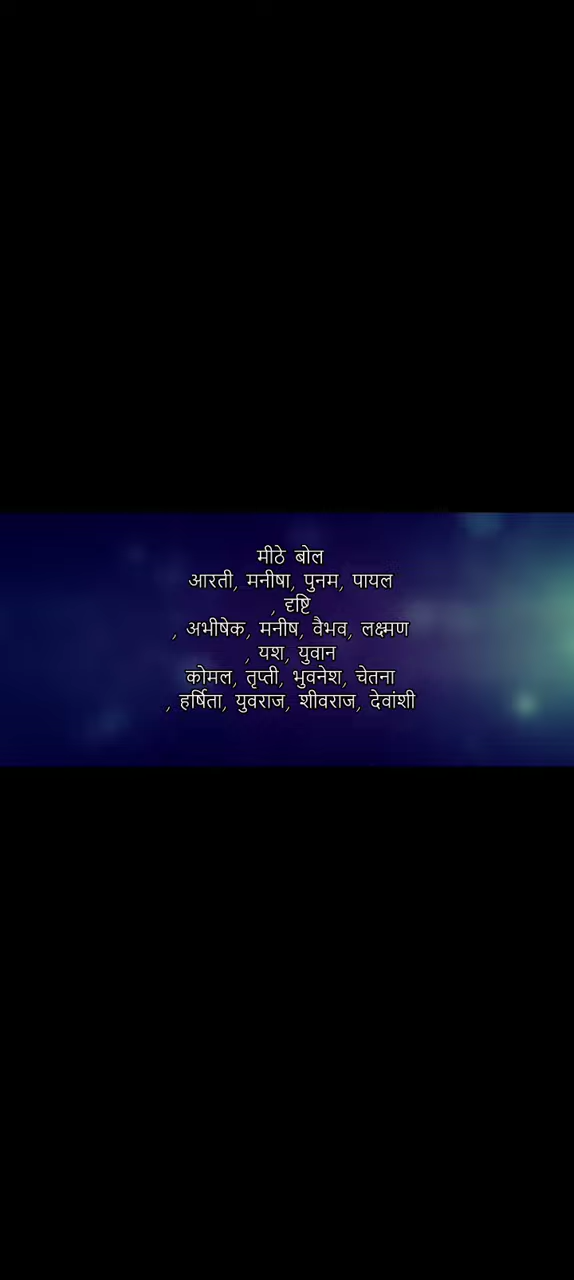 मीठे बोल
आरती, मनीषा, पुनम, पायल
, दृष्टि
, अभीषेक, मनीष, वैभव, लक्ष्मण
, यश, युवान
कोमल, तृप्ती, भुवनेश, चेतना
, हर्षिता, युवराज, शीवराज, देवांशी